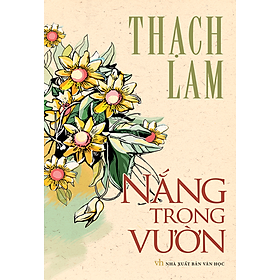 THẠCH
LAM
NẮNG
TRONG
VƯỜN
vh NHÀ XUẤT BẢN VĂN HỌC